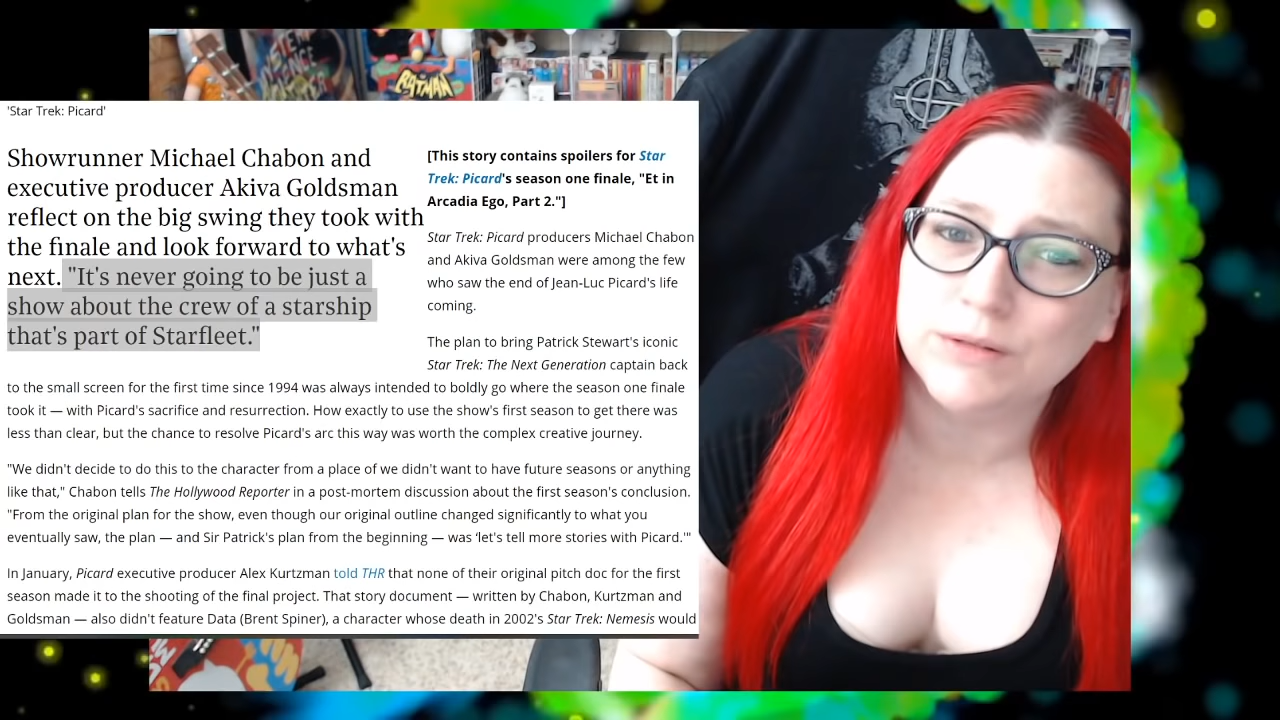 BATMAN
'Star Trek: Picard'
Showrunner Michael Chabon and
executive producer Akiva Goldsman
reflect on the big swing they took with
the finale and look forward to what's
next. "It's never going to be just a
show about the crew of a starship
that's part of Starfleet."
[This story contains spoilers for Star
Trek: Picard's season one finale, "Et in
Arcadia Ego, Part 2."]
Star Trek: Picard producers Michael Chabon
and Akiva Goldsman were among the few
who saw the end of Jean-Luc Picard's life
coming.
The plan to bring Patrick Stewart's iconic
Star Trek: The Next Generation captain back
to the small screen for the first time since 1994 was always intended to boldly go where the season one finale
took it — with Picard's sacrifice and resurrection. How exactly to use the show's first season to get there was
less than clear, but the chance to resolve Picard's arc this way was worth the complex creative journey.
"We didn't decide to do this to the character from a place of we didn't want to have future seasons or anything
like that," Chabon tells The Hollywood Reporter in a post-mortem discussion about the first season's conclusion.
"From the original plan for the show, even though our original outline changed significantly to what you
eventually saw, the plan — and Sir Patrick's plan from the beginning — was 'let's tell more stories with Picard.'"
In January, Picard executive producer Alex Kurtzman told THR that none of their original pitch doc for the first
season made it to the shooting of the final project. That story document — written by Chabon, Kurtzman and
Goldsman — also didn't feature Data (Brent Spiner), a character whose death in 2002's Star Trek: Nemesis would